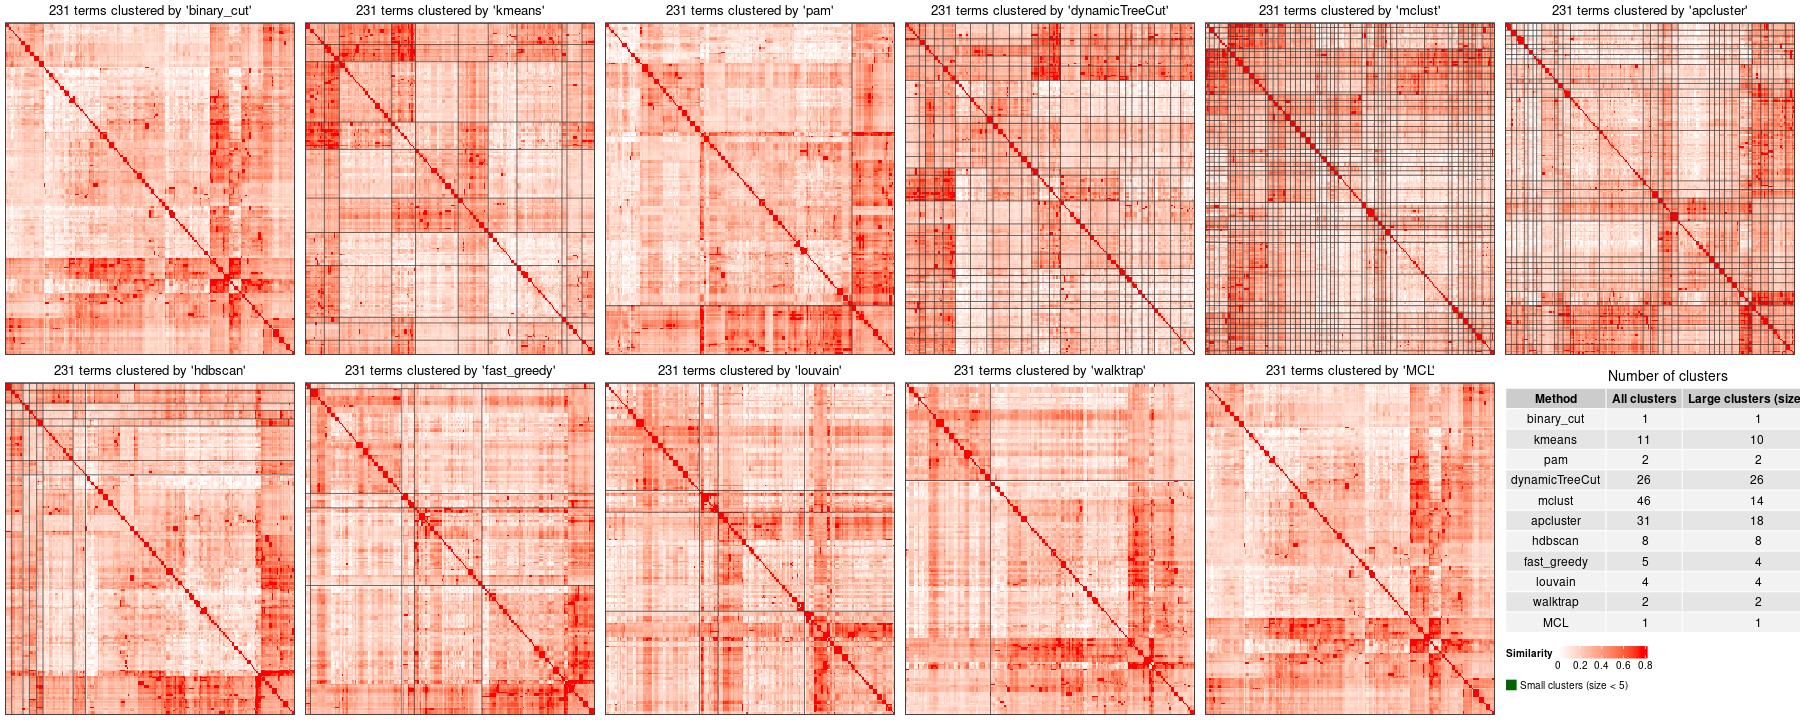 231 terms clustered by 'binary_cut'
231 terms clustered by 'kmeans'
231 terms clustered by 'pam'
231 terms clustered by 'dynamicTreeCut'
231 terms clustered by 'mclust'
231 terms clustered by 'apcluster'
231 terms clustered by 'hdbscan'
231 terms clustered by 'fast_greedy'
231 terms clustered by 'louvain'
231 terms clustered by 'walktrap'
231 terms clustered by 'MCL'
Number of clusters
Method All clusters Large clusters (size
binary_cut 1 1
kmeans 11 10
pam 2 2
dynamicTreeCut 26 26
mclust 46 14
apcluster 31 18
hdbscan 8 8
fast_greedy 5 4
louvain 4 4
walktrap 2 2
MCL 1 1
Similarity
0 0.2 0.4 0.6 0.8
Small clusters (size < 5)